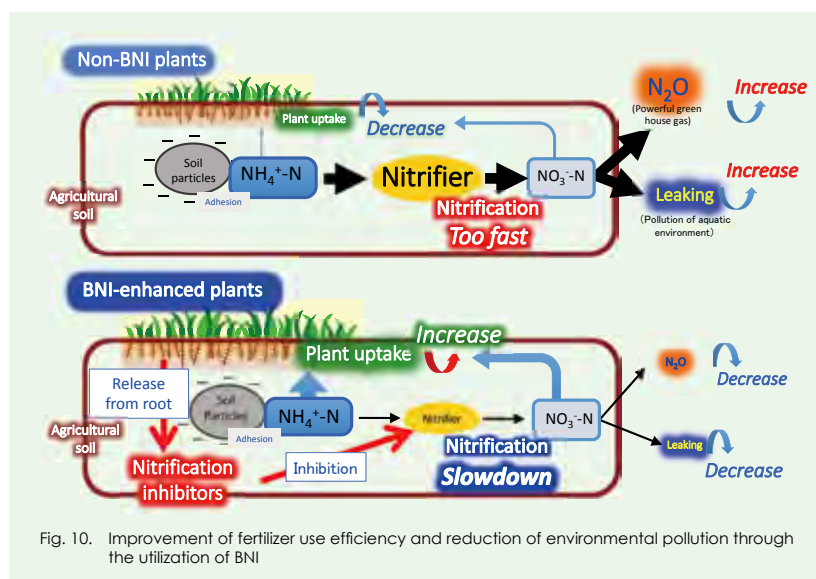 Non-BNI plants
Plant uptake
Decrease
Soil
particles
NH₄⁺-N
Adhesion
Nitrifier
NO₃⁻-N
Nitrification
Too fast
Agricultural
soil
N₂O
(Powerful green
house gas)
Increase
Leaking
(Pollution of aquatic
environment)
Increase
BNI-enhanced plants
Increase
Plant uptake
Release
from root
Soil
Particles
NH₄⁺-N
Adhesion
Nitrifier
NO₃⁻-N
Nitrification
Slowdown
Agricultural
soil
Inhibition
Nitrification
inhibitors
N₂O
Decrease
Leaking
Decrease
Fig. 10. Improvement of fertilizer use efficiency and reduction of environmental pollution through
the utilization of BNI